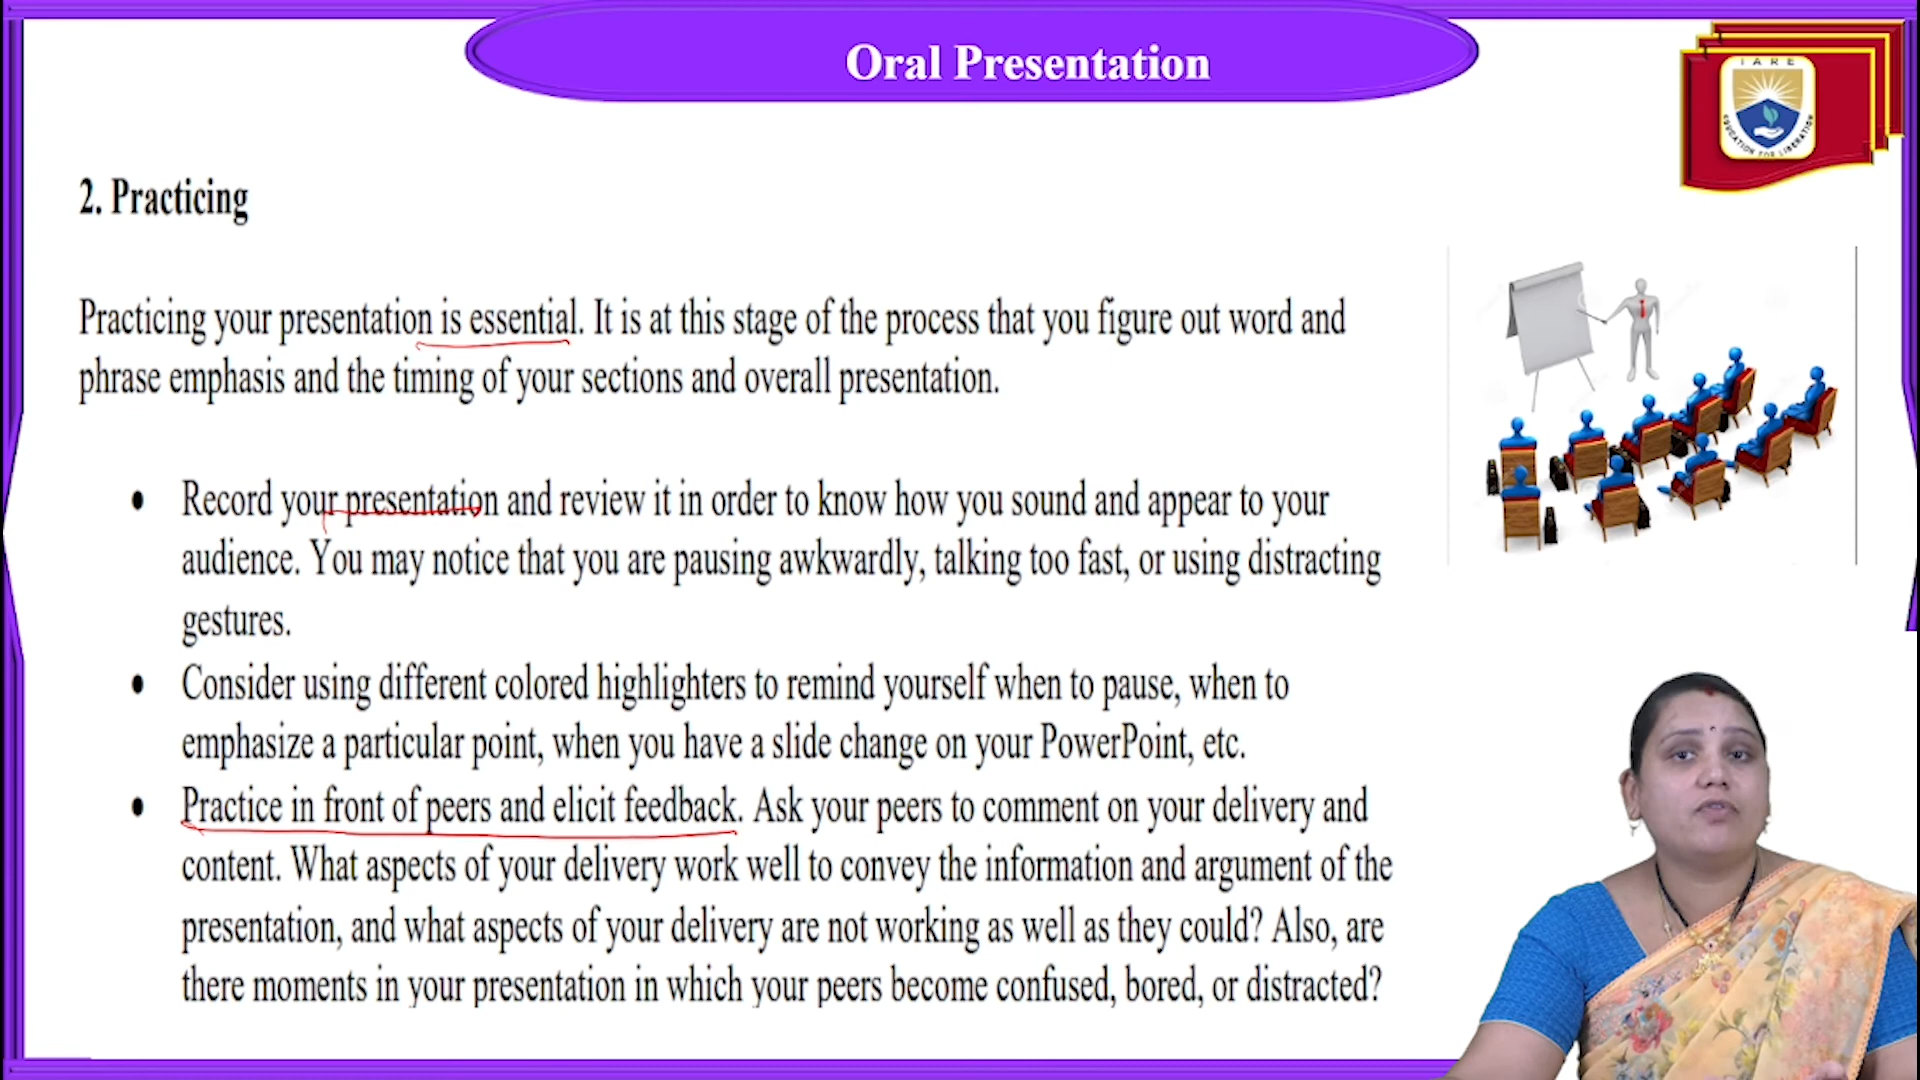 Oral Presentation
IARE
EDUCATION FOR LIBERATION
2. Practicing
Practicing your presentation is essential. It is at this stage of the process that you figure out word and
phrase emphasis and the timing of your sections and overall presentation.
• Record your presentation and review it in order to know how you sound and appear to your
audience. You may notice that you are pausing awkwardly, talking too fast, or using distracting
gestures.
• Consider using different colored highlighters to remind yourself when to pause, when to
emphasize a particular point, when you have a slide change on your PowerPoint, etc.
• Practice in front of peers and elicit feedback. Ask your peers to comment on your delivery and
content. What aspects of your delivery work well to convey the information and argument of the
presentation, and what aspects of your delivery are not working as well as they could? Also, are
there moments in your presentation in which your peers become confused, bored, or distracted?